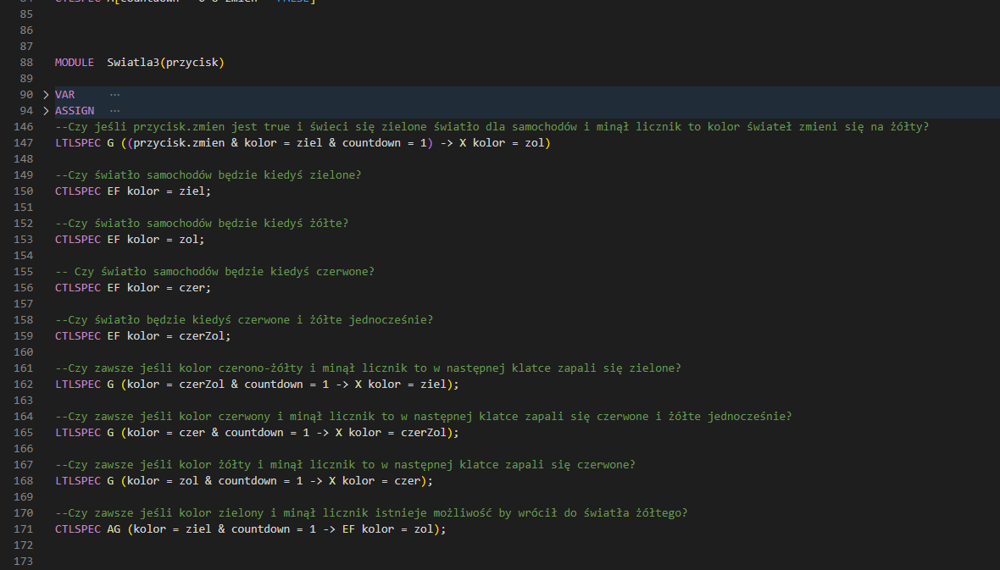 85
86
87
88 MODULE Swiatla3(przycisk)
89
90 > VAR ···
94 > ASSIGN ···
146 --Czy jeśli przycisk.zmien jest true i świeci się zielone światło dla samochodów i minął licznik to kolor świateł zmieni się na żółty?
147 LTLSPEC G ((przycisk.zmien & kolor = ziel & countdown = 1) -> X kolor = zol)
148
149 --Czy światło samochodów będzie kiedyś zielone?
150 CTLSPEC EF kolor = ziel;
151
152 --Czy światło samochodów będzie kiedyś żółte?
153 CTLSPEC EF kolor = zol;
154
155 -- Czy światło samochodów będzie kiedyś czerwone?
156 CTLSPEC EF kolor = czer;
157
158 --Czy światło będzie kiedyś czerwone i żółte jednocześnie?
159 CTLSPEC EF kolor = czerZol;
160
161 --Czy zawsze jeśli kolor czerono-żółty i minął licznik to w następnej klatce zapali się zielone?
162 LTLSPEC G (kolor = czerZol & countdown = 1 -> X kolor = ziel);
163
164 --Czy zawsze jeśli kolor czerwony i minął licznik to w następnej klatce zapali się czerwone i żółte jednocześnie?
165 LTLSPEC G (kolor = czer & countdown = 1 -> X kolor = czerZol);
166
167 --Czy zawsze jeśli kolor żółty i minął licznik to w następnej klatce zapali się czerwone?
168 LTLSPEC G (kolor = zol & countdown = 1 -> X kolor = czer);
169
170 --Czy zawsze jeśli kolor zielony i minął licznik istnieje możliwość by wrócił do światła żółtego?
171 CTLSPEC AG (kolor = ziel & countdown = 1 -> EF kolor = zol);
172
173